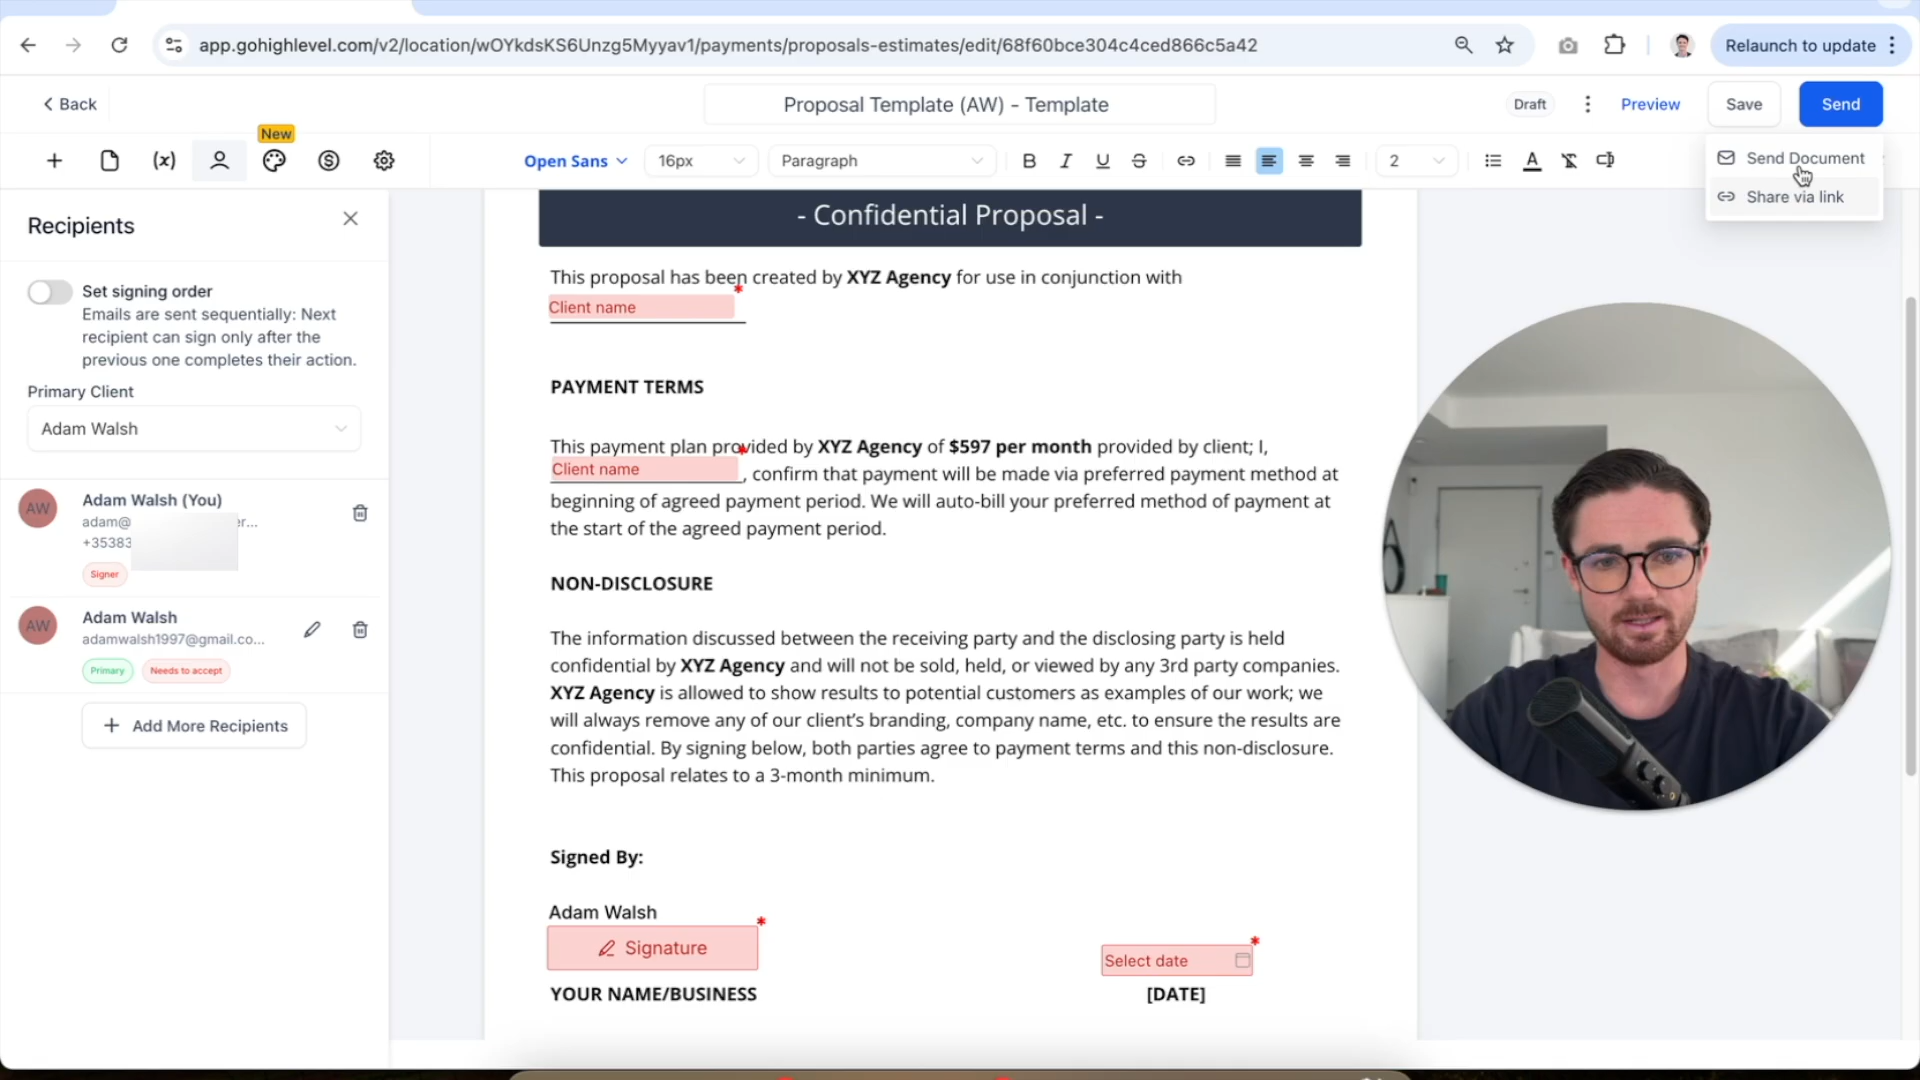 app.gohighlevel.com/v2/location/wOYkdsKS6Unzg5Myyav1/payments/proposals-estimates/edit/68f60bce304c4ced866c5a42
Relaunch to update
Back
Proposal Template (AW) - Template
Draft
Preview
Save
Send
New
(x)
Open Sans
16px
Paragraph
B
I
U
S
2
A
Send Document
Share via link
Recipients
Set signing order
Emails are sent sequentially: Next
recipient can sign only after the
previous one completes their action.
Primary Client
Adam Walsh
AW
Adam Walsh (You)
adam@ er...
+35383
Signer
AW
Adam Walsh
adamwalsh1997@gmail.co...
Primary
Needs to accept
Add More Recipients
- Confidential Proposal -
This proposal has been created by XYZ Agency for use in conjunction with
Client name
PAYMENT TERMS
This payment plan provided by XYZ Agency of $597 per month provided by client; I,
Client name , confirm that payment will be made via preferred payment method at
beginning of agreed payment period. We will auto-bill your preferred method of payment at
the start of the agreed payment period.
NON-DISCLOSURE
The information discussed between the receiving party and the disclosing party is held
confidential by XYZ Agency and will not be sold, held, or viewed by any 3rd party companies.
XYZ Agency is allowed to show results to potential customers as examples of our work; we
will always remove any of our client's branding, company name, etc. to ensure the results are
confidential. By signing below, both parties agree to payment terms and this non-disclosure.
This proposal relates to a 3-month minimum.
Signed By:
Adam Walsh
Signature
Select date
YOUR NAME/BUSINESS
[DATE]